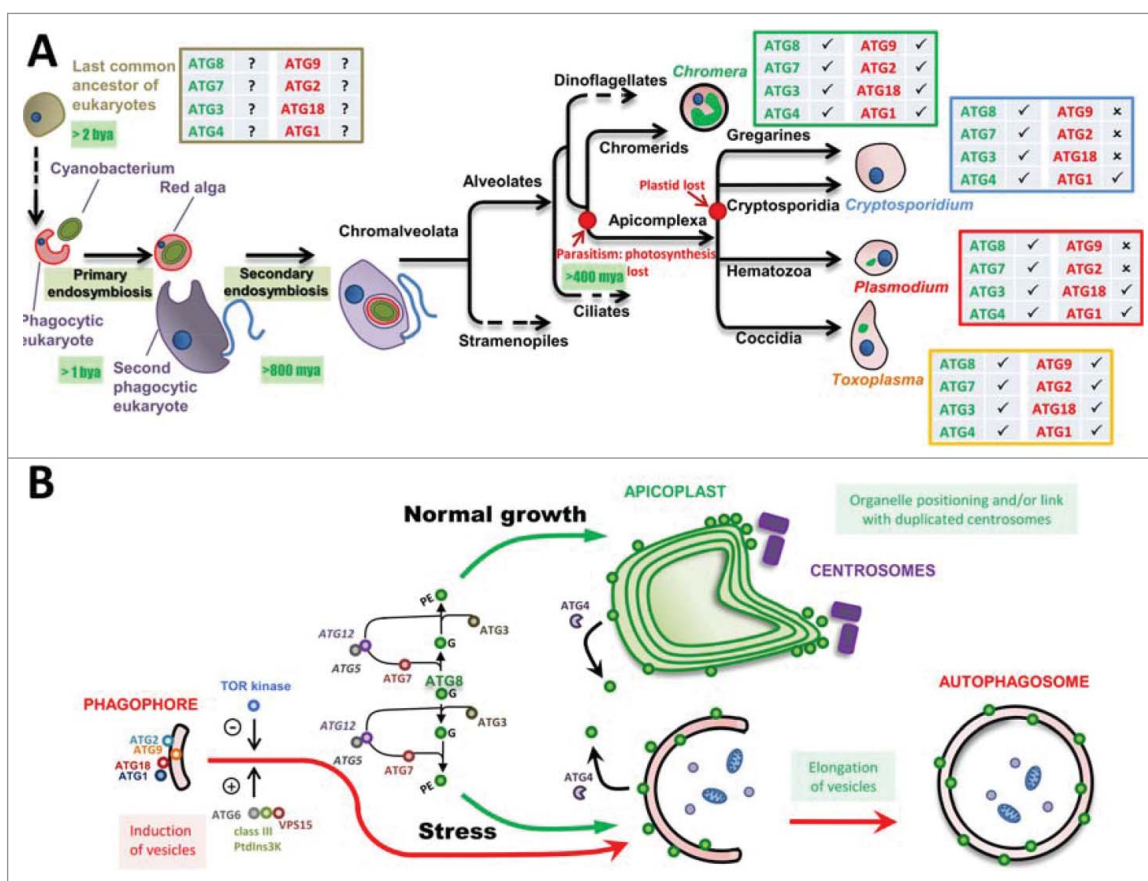 A
Last common
ancestor of
eukaryotes
> 2 bya
ATG8 ? ATG9 ?
ATG7 ? ATG2 ?
ATG3 ? ATG18 ?
ATG4 ? ATG1 ?
Cyanobacterium
Red alga
Primary
endosymbiosis
Secondary
endosymbiosis
Phagocytic
eukaryote
> 1 bya
Second
phagocytic
eukaryote
>800 mya
Chromalveolata
Alveolates
Stramenopiles
Dinoflagellates
Chromerids
Apicomplexa
Parasitism: photosynthesis
lost
>400 mya
Ciliates
Plastid lost
Gregarines
Cryptosporidia
Hematozoa
Coccidia
Chromera
ATG8 ✓ ATG9 ✓
ATG7 ✓ ATG2 ✓
ATG3 ✓ ATG18 ✓
ATG4 ✓ ATG1 ✓
Cryptosporidium
ATG8 ✓ ATG9 ×
ATG7 ✓ ATG2 ×
ATG3 ✓ ATG18 ×
ATG4 ✓ ATG1 ✓
Plasmodium
ATG8 ✓ ATG9 ×
ATG7 ✓ ATG2 ×
ATG3 ✓ ATG18 ✓
ATG4 ✓ ATG1 ✓
Toxoplasma
ATG8 ✓ ATG9 ✓
ATG7 ✓ ATG2 ✓
ATG3 ✓ ATG18 ✓
ATG4 ✓ ATG1 ✓
B
Normal growth
APICOPLAST
Organelle positioning and/or link
with duplicated centrosomes
CENTROSOMES
PE
ATG12
ATG5
ATG7
G
ATG3
ATG8
G
ATG12
ATG5
ATG7
G
ATG3
PE
ATG4
PHAGOPHORE
ATG2
ATG9
ATG18
ATG1
TOR kinase
−
+
ATG6
VPS15
class III
PtdIns3K
Induction
of vesicles
Stress
ATG4
Elongation
of vesicles
AUTOPHAGOSOME